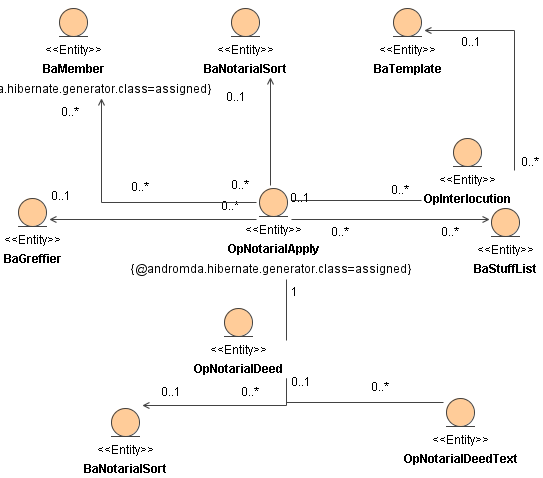 <<Entity>>
BaMember
a.hibernate.generator.class=assigned}
0..*
<<Entity>>
BaNotarialSort
0..1
<<Entity>>
BaTemplate
0..1
0..*
<<Entity>>
OpInterlocution
0..*
0..1
0..*
0..*
0..*
0..1
<<Entity>>
BaGreffier
<<Entity>>
OpNotarialApply
{@andromda.hibernate.generator.class=assigned}
0..*
0..*
<<Entity>>
BaStuffList
1
<<Entity>>
OpNotarialDeed
0..1
0..*
0..1
0..*
<<Entity>>
BaNotarialSort
<<Entity>>
OpNotarialDeedText